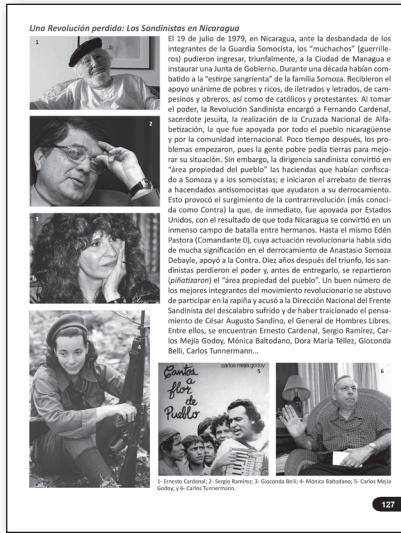 Una Revolución perdida: Los Sandinistas en Nicaragua
El 19 de julio de 1979, en Nicaragua, ante la desbandada de los
integrantes de la Guardia Somocista, los "muchachos" (guerrille-
ros) pudieron ingresar, triunfalmente, a la Ciudad de Managua e
instaurar una Junta de Gobierno. Durante una década habían com-
batido a la "estirpe sangrienta" de la familia Somoza. Recibieron el
apoyo unánime de pobres y ricos, de iletrados y letrados, de cam-
pesinos y obreros, así como de católicos y protestantes. Al tomar
el poder, la Revolución Sandinista encargó a Fernando Cardenal,
sacerdote jesuita, la realización de la Cruzada Nacional de Alfa-
betización, la que fue apoyada por todo el pueblo nicaragüense
y por la comunidad internacional. Poco tiempo después, los pro-
blemas empezaron, pues la gente pobre pedía tierras para mejo-
rar su situación. Sin embargo, la dirigencia sandinista convirtió en
"área propiedad del pueblo" las haciendas que habían confisca-
do a Somoza y a los somocistas; e iniciaron el arrebato de tierras
a hacendados antisomocistas que ayudaron a su derrocamiento.
Esto provocó el surgimiento de la contrarrevolución (más conoci-
da como Contra) la que, de inmediato, fue apoyada por Estados
Unidos, con el resultado de que toda Nicaragua se convirtió en un
inmenso campo de batalla entre hermanos. Hasta el mismo Edén
Pastora (Comandante 0), cuya actuación revolucionaria había sido
de mucha significación en el derrocamiento de Anastasio Somoza
Debayle, apoyó a la Contra. Diez años después del triunfo, los san-
dinistas perdieron el poder y, antes de entregarlo, se repartieron
(piñatizaron) el "área propiedad del pueblo". Un buen número de
los mejores integrantes del movimiento revolucionario se abstuvo
de participar en la rapiña y acusó a la Dirección Nacional del Frente
Sandinista del descalabro sufrido y de haber traicionado el pensa-
miento de César Augusto Sandino, el General de Hombres Libres.
Entre ellos, se encuentran Ernesto Cardenal, Sergio Ramírez, Car-
los Mejía Godoy, Mónica Baltodano, Dora María Téllez, Gioconda
Belli, Carlos Tunnermann...
1
2
3
4
carlos mejía godoy
Cantos
a
flor
de
Pueblo
5
6
1- Ernesto Cardenal; 2- Sergio Ramírez; 3- Gioconda Belli; 4- Mónica Baltodano; 5- Carlos Mejía
Godoy; y 6- Carlos Tunnermann.
127